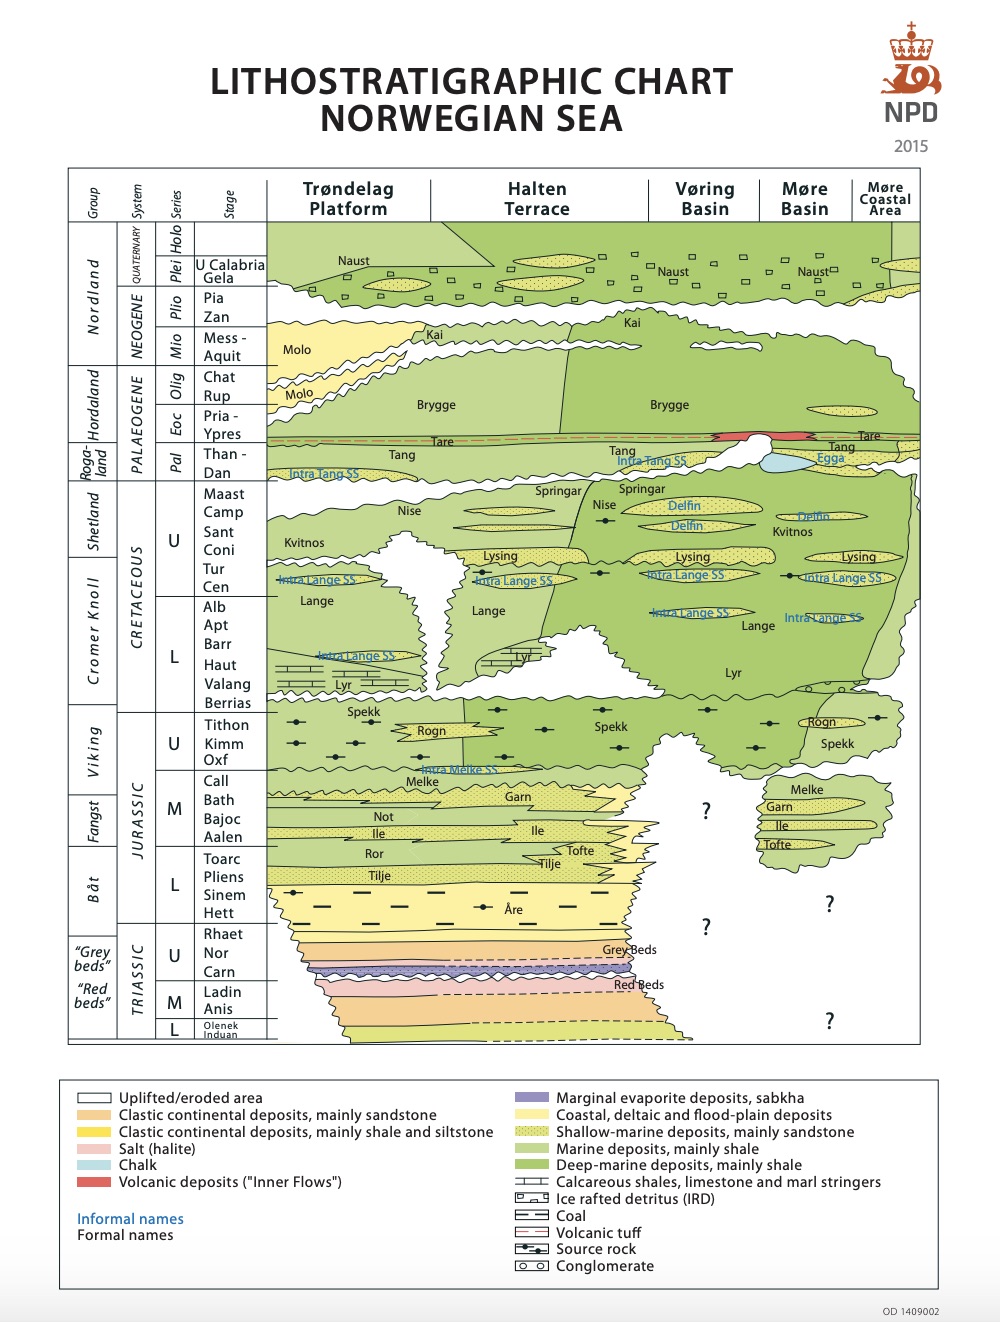 LITHOSTRATIGRAPHIC CHART
NORWEGIAN SEA
NPD
2015
Group
System
Series
Stage
Trøndelag
Platform
Halten
Terrace
Vøring
Basin
Møre
Basin
Møre
Coastal
Area
Nordland
Hordaland
Roga-
land
Shetland
Cromer Knoll
Viking
Fangst
Båt
"Grey
beds"
"Red
beds"
QUATERNARY
NEOGENE
PALAEOGENE
CRETACEOUS
JURASSIC
TRIASSIC
Holo
Plei
Plio
Mio
Olig
Eoc
Pal
U
L
U
M
L
U
M
L
U Calabria
Gela
Pia
Zan
Mess -
Aquit
Chat
Rup
Pria -
Ypres
Than -
Dan
Maast
Camp
Sant
Coni
Tur
Cen
Alb
Apt
Barr
Haut
Valang
Berrias
Tithon
Kimm
Oxf
Call
Bath
Bajoc
Aalen
Toarc
Pliens
Sinem
Hett
Rhaet
Nor
Carn
Ladin
Anis
Olenek
Induan
Naust
Naust
Naust
Kai
Kai
Molo
Molo
Brygge
Brygge
Tare
Tare
Tang
Tang
Tang
Intra Tang SS
Intra Tang SS
Egga
Springar
Springar
Nise
Nise
Delfin
Delfin
Delfin
Kvitnos
Kvitnos
Lysing
Lysing
Lysing
Intra Lange SS
Intra Lange SS
Intra Lange SS
Intra Lange SS
Lange
Lange
Intra Lange SS
Intra Lange SS
Lange
Intra Lange SS
Lyr
Lyr
Lyr
Spekk
Rogn
Spekk
Rogn
Spekk
Intra Melke SS
Melke
Melke
Garn
Garn
Not
Ile
Ile
Ile
Ror
Tofte
Tofte
Tilje
Tilje
Åre
Grey Beds
Red Beds
?
?
?
?
Uplifted/eroded area
Clastic continental deposits, mainly sandstone
Clastic continental deposits, mainly shale and siltstone
Salt (halite)
Chalk
Volcanic deposits ("Inner Flows")
Informal names
Formal names
Marginal evaporite deposits, sabkha
Coastal, deltaic and flood-plain deposits
Shallow-marine deposits, mainly sandstone
Marine deposits, mainly shale
Deep-marine deposits, mainly shale
Calcareous shales, limestone and marl stringers
Ice rafted detritus (IRD)
Coal
Volcanic tuff
Source rock
Conglomerate
OD 1409002